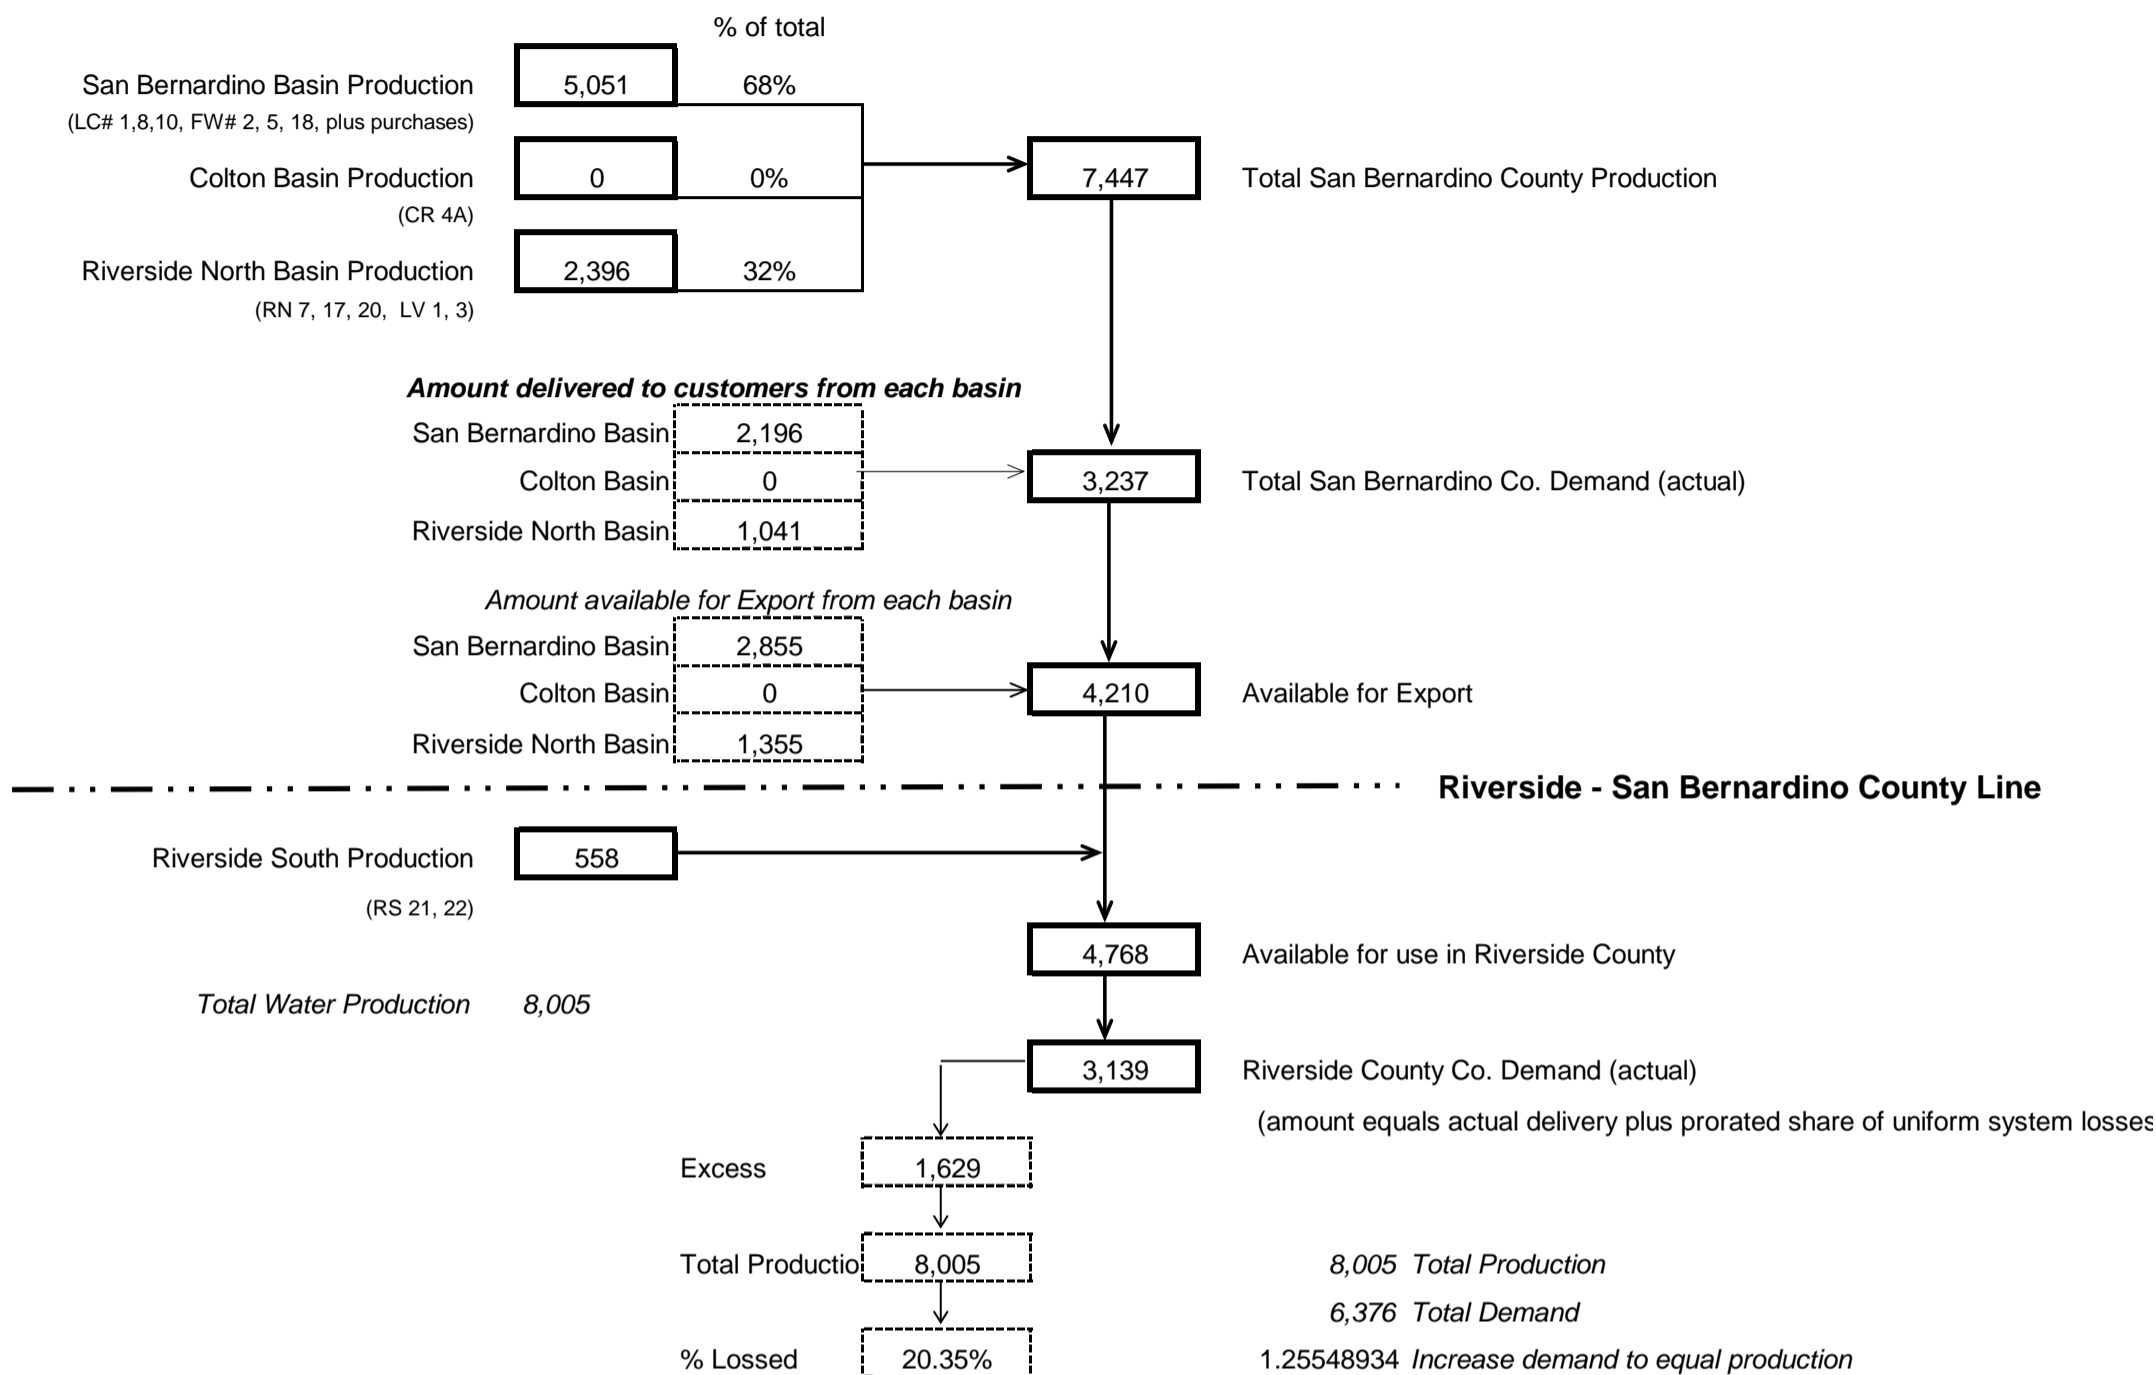 % of total
San Bernardino Basin Production 5,051 68%
(LC# 1,8,10, FW# 2, 5, 18, plus purchases)
Colton Basin Production 0 0% 7,447 Total San Bernardino County Production
(CR 4A)
Riverside North Basin Production 2,396 32%
(RN 7, 17, 20, LV 1, 3)
Amount delivered to customers from each basin
San Bernardino Basin 2,196
Colton Basin 0 3,237 Total San Bernardino Co. Demand (actual)
Riverside North Basin 1,041
Amount available for Export from each basin
San Bernardino Basin 2,855
Colton Basin 0 4,210 Available for Export
Riverside North Basin 1,355
Riverside - San Bernardino County Line
Riverside South Production 558
(RS 21, 22)
4,768 Available for use in Riverside County
Total Water Production 8,005
3,139 Riverside County Co. Demand (actual)
(amount equals actual delivery plus prorated share of uniform system losses
Excess 1,629
Total Productio 8,005 8,005 Total Production
6,376 Total Demand
% Lossed 20.35% 1.25548934 Increase demand to equal production